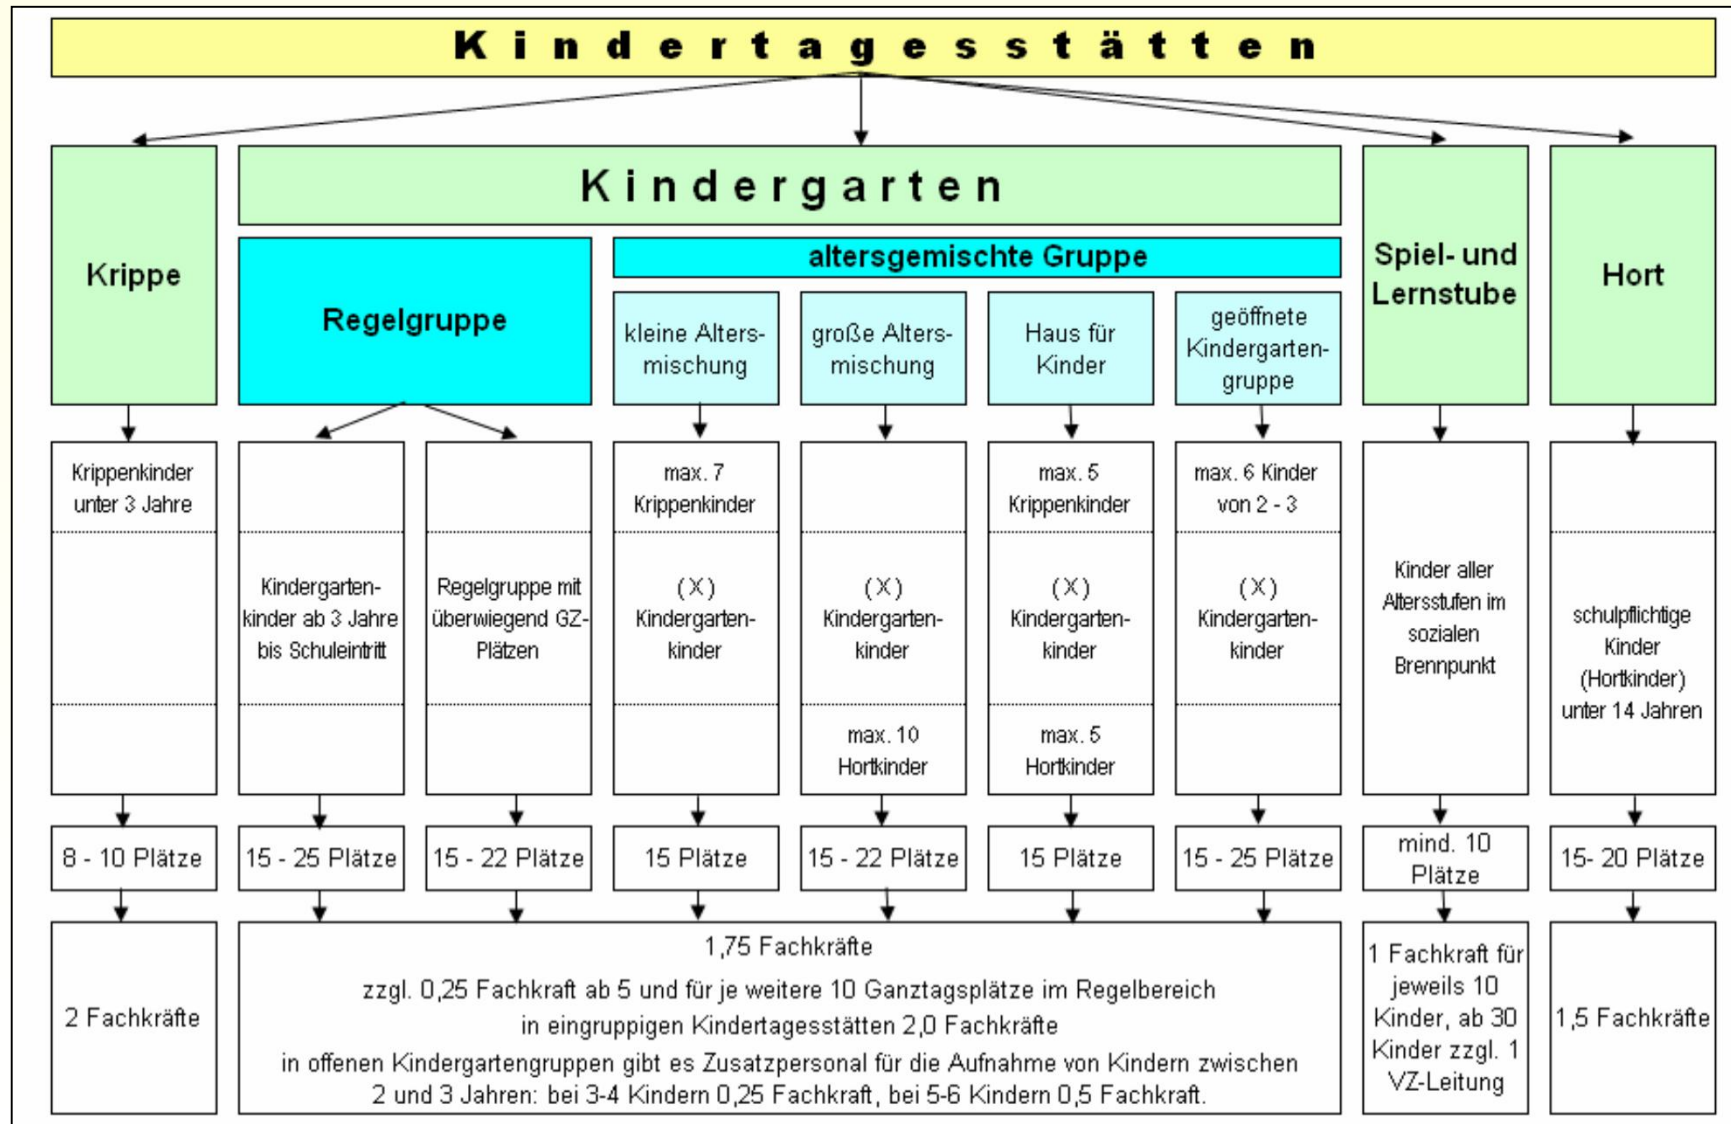 Kindertagesstätten
Krippe
Kindergarten
Regelgruppe
altersgemischte Gruppe
kleine Alters-
mischung
große Alters-
mischung
Haus für
Kinder
geöffnete
Kindergarten-
gruppe
Spiel- und
Lernstube
Hort
Krippenkinder
unter 3 Jahre
Kindergarten-
kinder ab 3 Jahre
bis Schuleintritt
Regelgruppe mit
überwiegend GZ-
Plätzen
max. 7
Krippenkinder
(X)
Kindergarten-
kinder
(X)
Kindergarten-
kinder
max. 10
Hortkinder
max. 5
Krippenkinder
(X)
Kindergarten-
kinder
max. 5
Hortkinder
max. 6 Kinder
von 2 - 3
(X)
Kindergarten-
kinder
Kinder aller
Altersstufen im
sozialen
Brennpunkt
schulpflichtige
Kinder
(Hortkinder)
unter 14 Jahren
8 - 10 Plätze
15 - 25 Plätze
15 - 22 Plätze
15 Plätze
15 - 22 Plätze
15 Plätze
15 - 25 Plätze
mind. 10
Plätze
15- 20 Plätze
2 Fachkräfte
1,75 Fachkräfte
zzgl. 0,25 Fachkraft ab 5 und für je weitere 10 Ganztagsplätze im Regelbereich
in eingruppigen Kindertagesstätten 2,0 Fachkräfte
in offenen Kindergartengruppen gibt es Zusatzpersonal für die Aufnahme von Kindern zwischen
2 und 3 Jahren: bei 3-4 Kindern 0,25 Fachkraft, bei 5-6 Kindern 0,5 Fachkraft.
1 Fachkraft für
jeweils 10
Kinder, ab 30
Kinder zzgl. 1
VZ-Leitung
1,5 Fachkräfte